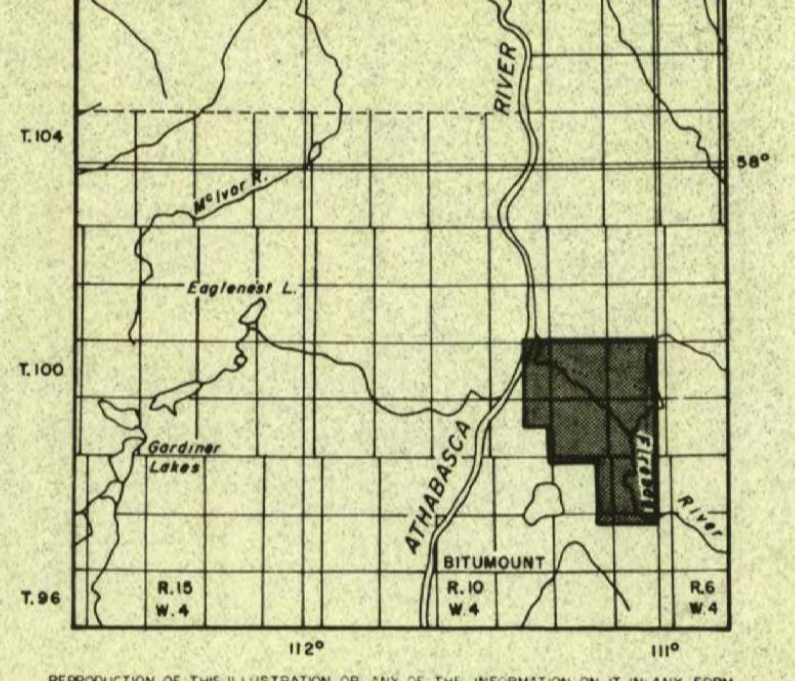 RIVER
T.104
58°
McIvor R.
Eaglenest L.
T.100
Gardiner
Lakes
ATHABASCA
Firebag
River
BITUMOUNT
T.96
R.15
W.4
R.10
W.4
R.6
W.4
112°
111°
REPRODUCTION OF THIS ILLUSTRATION OR ANY OF THE INFORMATION ON IT IN ANY FORM